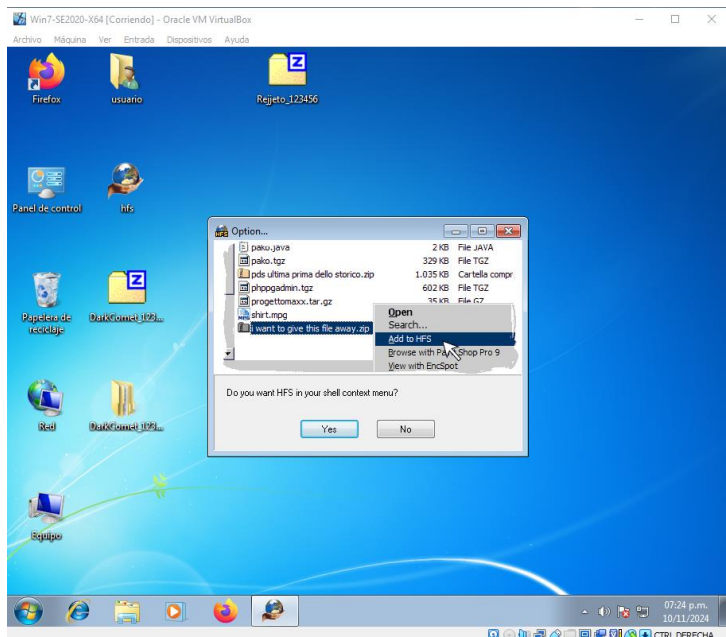 Win7-SE2020-X64 [Corriendo] - Oracle VM VirtualBox
Archivo Máquina Ver Entrada Dispositivos Ayuda
Firefox
usuario
Rejjeto_123456
Panel de control
hfs
Papelera de reciclaje
DarkComet_123...
Red
DarkComet_123...
Equipo
Option...
pako.java 2 KB File JAVA
pako.tgz 329 KB File TGZ
pds ultima prima dello storico.zip 1.035 KB Cartella compr
phppgadmin.tgz 602 KB File TGZ
progettomaxx.tar.gz 35 KB File GZ
shirt.mpg
i want to give this file away.zip
Open
Search...
Add to HFS
Browse with Paint Shop Pro 9
View with EncSpot
Do you want HFS in your shell context menu?
Yes
No
07:24 p.m.
10/11/2024
CTRL DERECHA